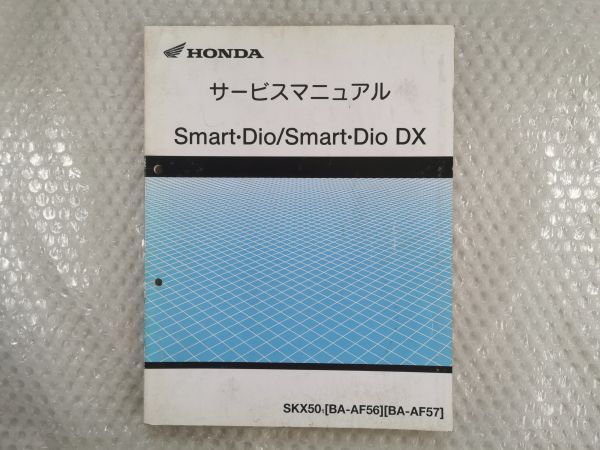 HONDA
サービスマニュアル
Smart・Dio/Smart・Dio DX
SKX50 [BA-AF56][BA-AF57]